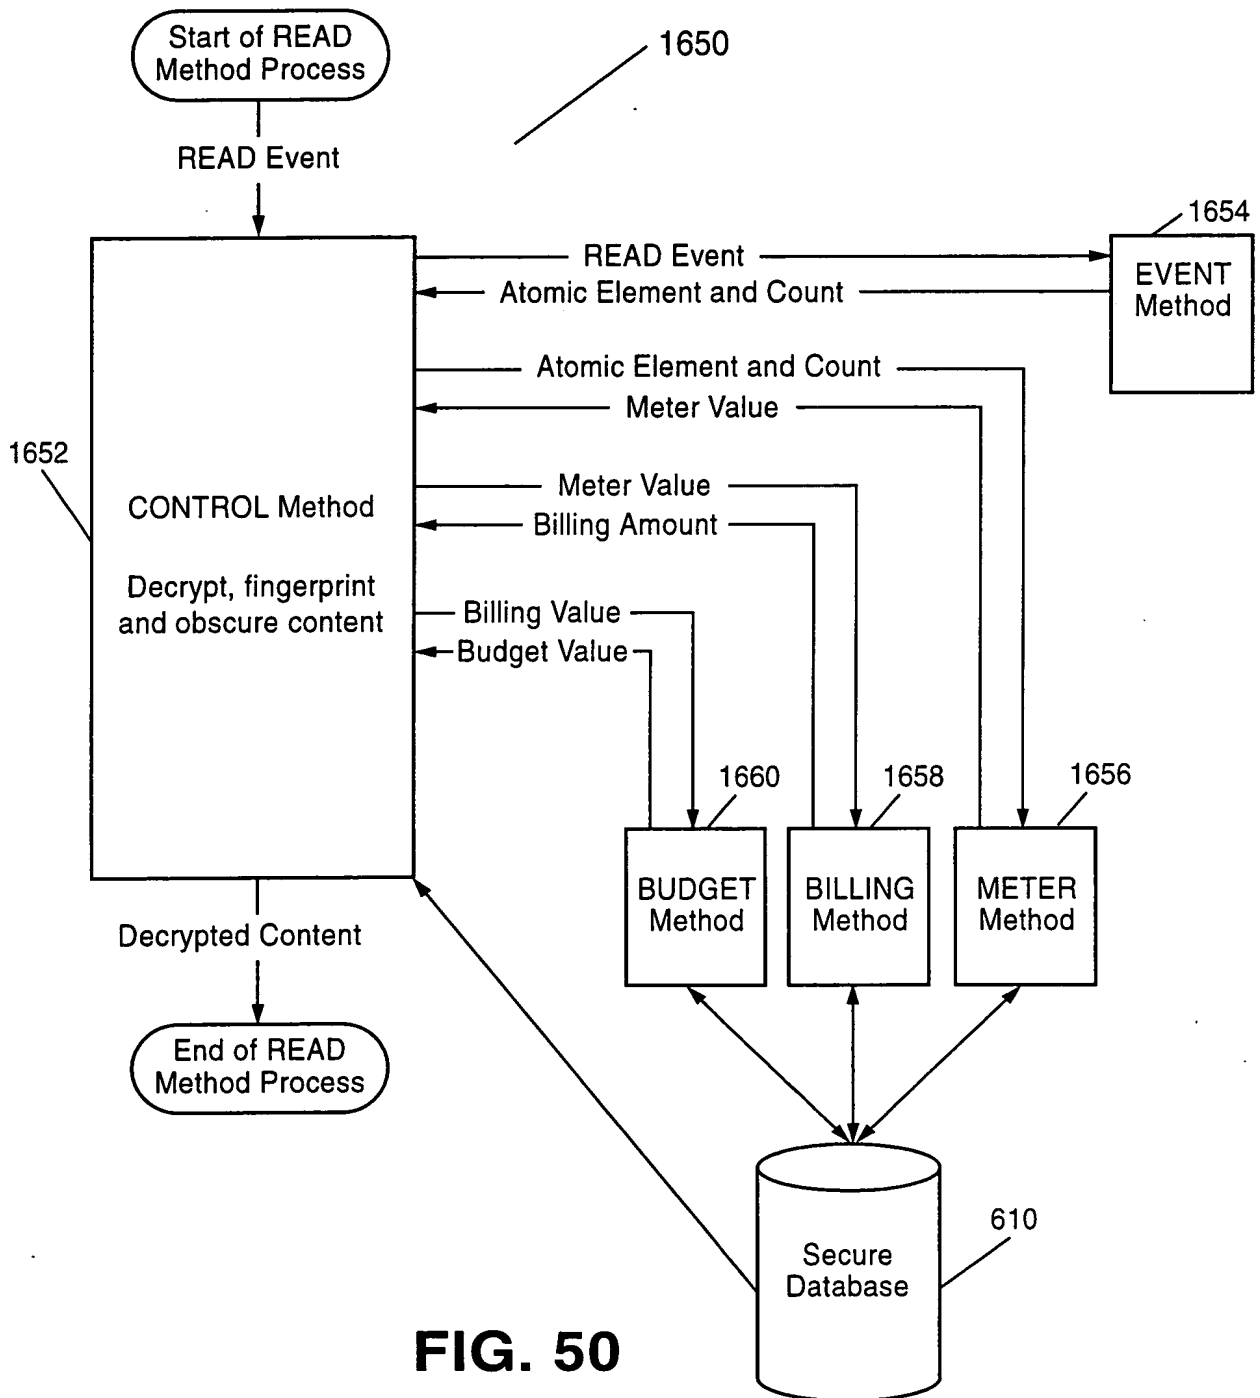 Start of READ
Method Process
1650
READ Event
1654
READ Event
EVENT
Method
Atomic Element and Count
Atomic Element and Count
Meter Value
1652
Meter Value
CONTROL Method
Billing Amount
Decrypt, fingerprint
and obscure content
Billing Value
Budget Value
1660
1658
1656
BUDGET
Method
BILLING
Method
METER
Method
Decrypted Content
End of READ
Method Process
610
Secure
Database
FIG. 50